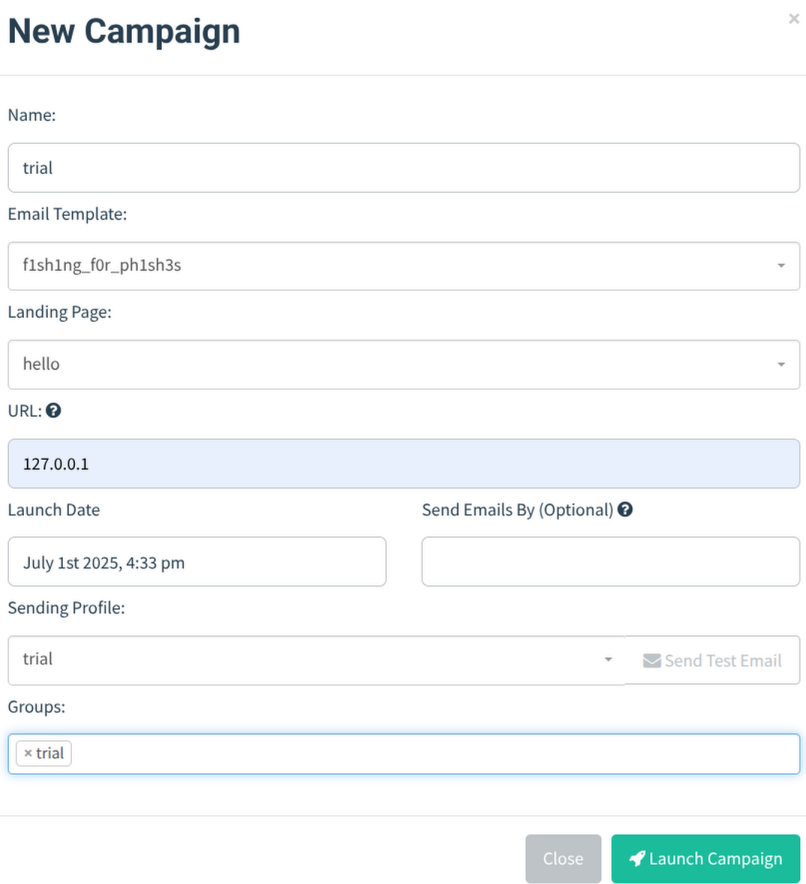 New Campaign
×
Name:
trial
Email Template:
f1sh1ng_f0r_ph1sh3s
Landing Page:
hello
URL: ?
127.0.0.1
Launch Date
Send Emails By (Optional) ?
July 1st 2025, 4:33 pm
Sending Profile:
trial
Send Test Email
Groups:
× trial
Close
Launch Campaign